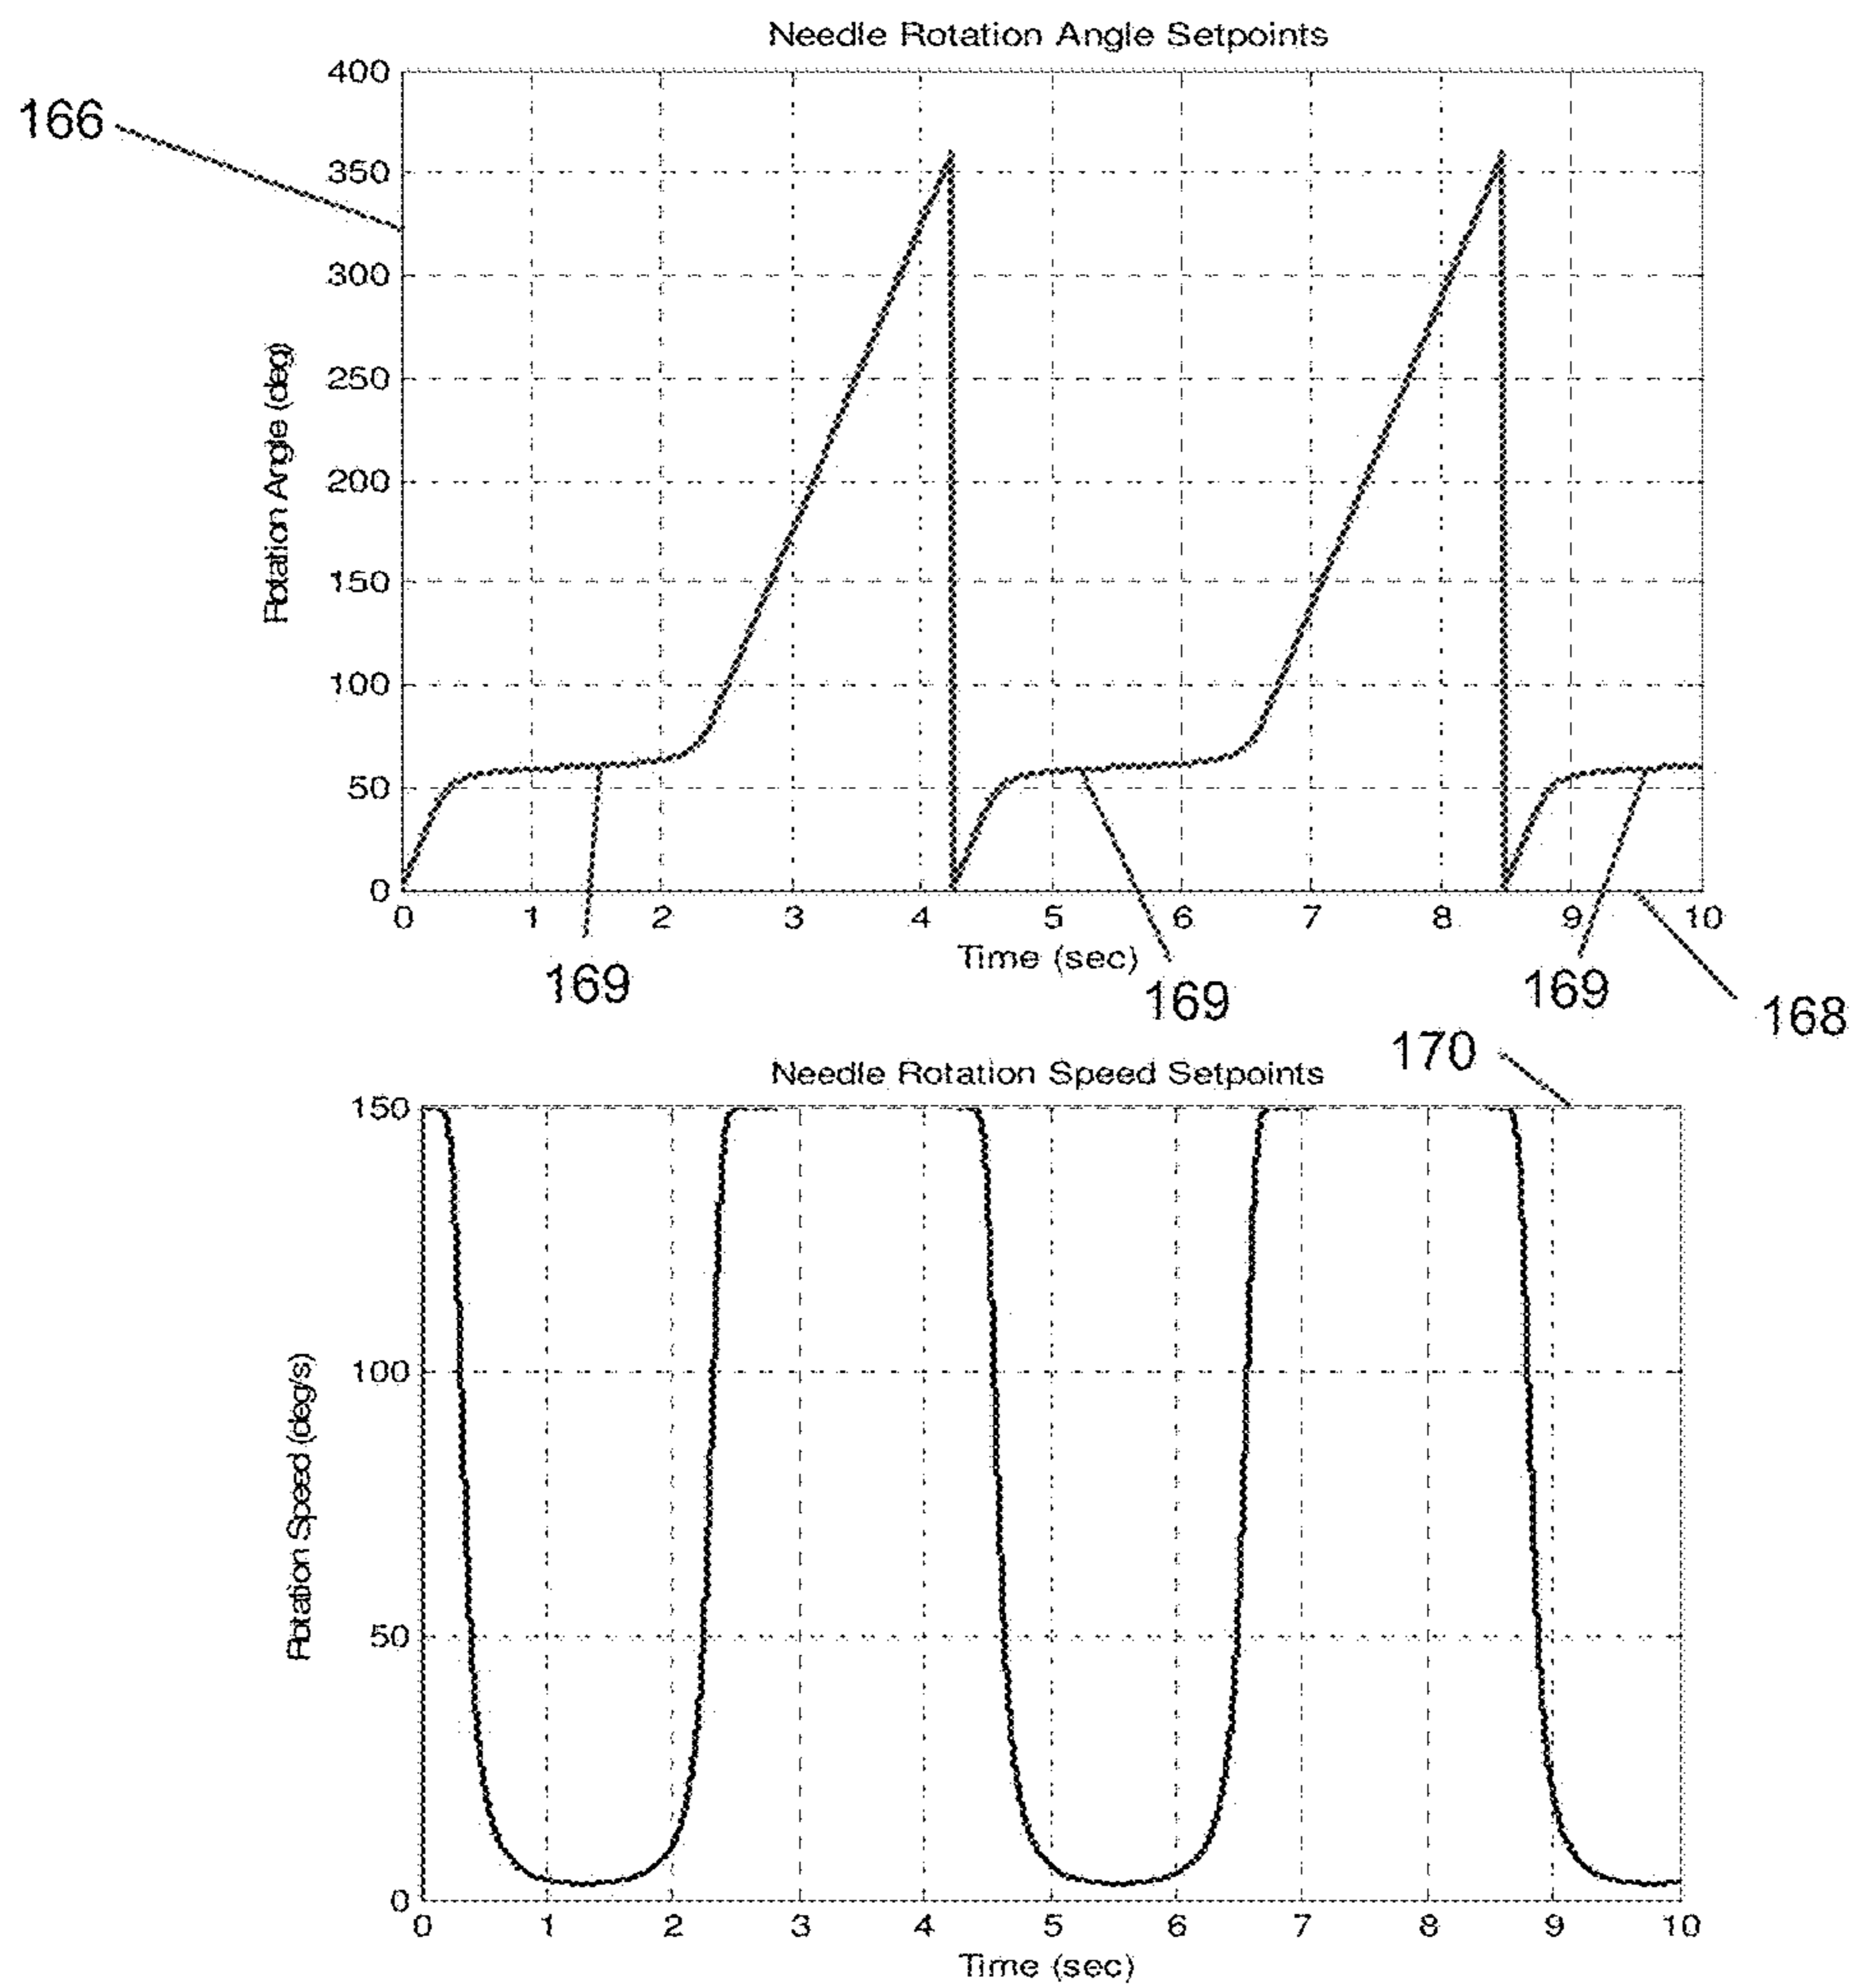 Needle Rotation Angle Setpoints
400
166
350
300
250
200
150
100
50
0
Rotation Angle (deg)
0 1 2 3 4 5 6 7 8 9 10
Time (sec)
169 169 169 168
170
Needle Rotation Speed Setpoints
150
100
50
0
Rotation Speed (deg/s)
0 1 2 3 4 5 6 7 8 9 10
Time (sec)